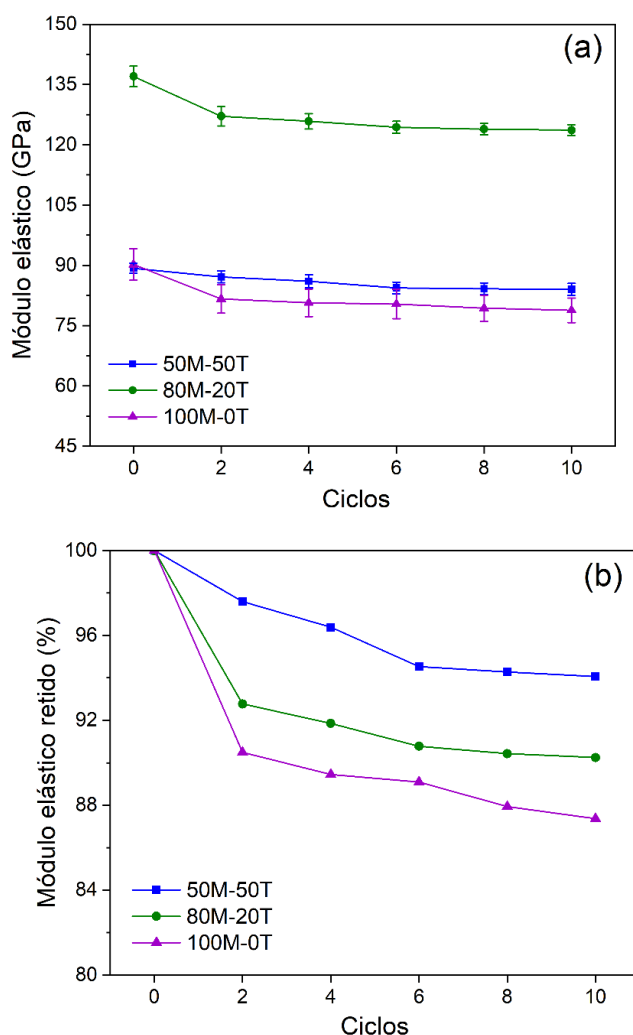 (a)
Módulo elástico (GPa)
150
135
120
105
90
75
60
45
50M-50T
80M-20T
100M-0T
0 2 4 6 8 10
Ciclos
(b)
Módulo elástico retido (%)
100
96
92
88
84
80
50M-50T
80M-20T
100M-0T
0 2 4 6 8 10
Ciclos